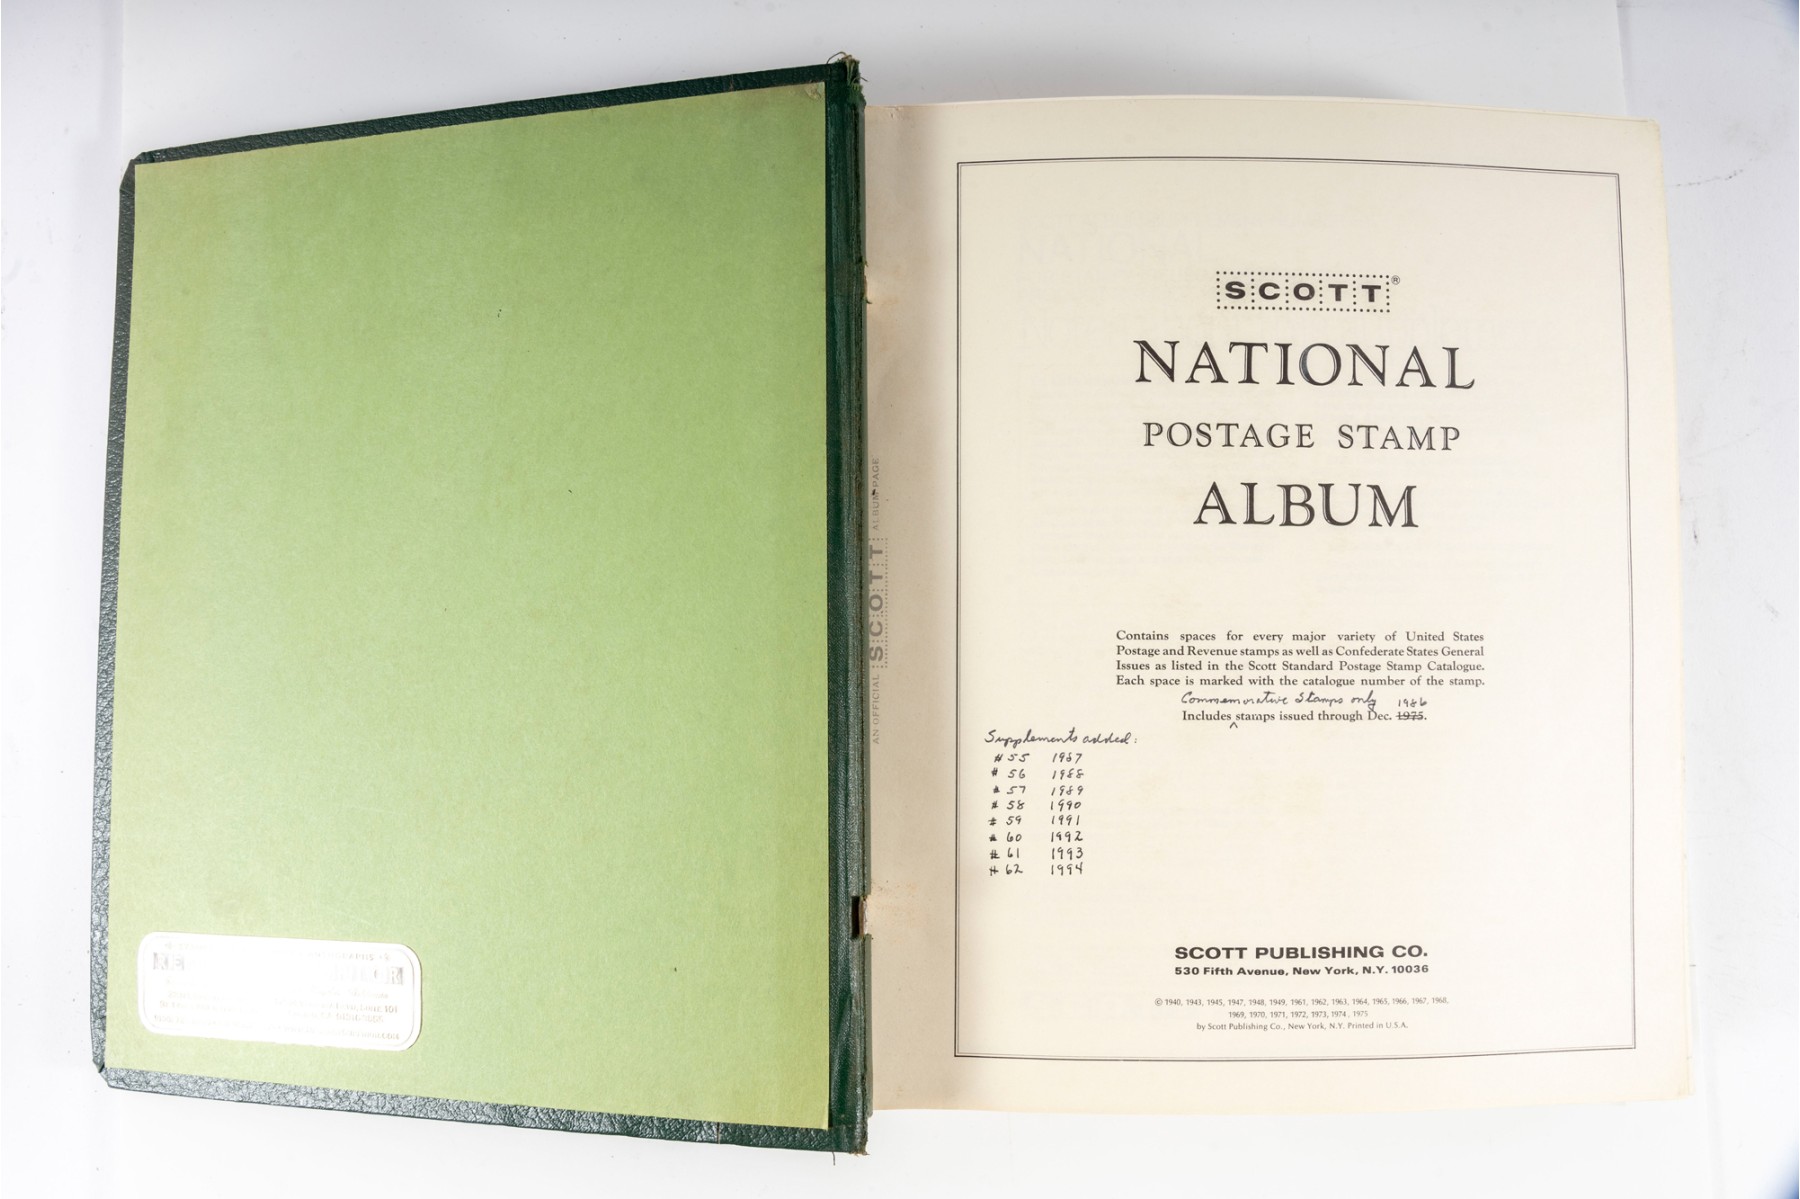 AN OFFICIAL SCOTT ALBUM PAGE
SCOTT®
NATIONAL
POSTAGE STAMP
ALBUM
Contains spaces for every major variety of United States
Postage and Revenue stamps as well as Confederate States General
Issues as listed in the Scott Standard Postage Stamp Catalogue.
Each space is marked with the catalogue number of the stamp.
Commemorative Stamps only 1986
Includes ^ stamps issued through Dec. 1975.
Supplements added:
# 55 1987
# 56 1988
# 57 1989
# 58 1990
# 59 1991
# 60 1992
# 61 1993
# 62 1994
SCOTT PUBLISHING CO.
530 Fifth Avenue, New York, N.Y. 10036
© 1940, 1943, 1945, 1947, 1948, 1949, 1961, 1962, 1963, 1964, 1965, 1966, 1967, 1968,
1969, 1970, 1971, 1972, 1973, 1974, 1975
by Scott Publishing Co., New York, N.Y. Printed in U.S.A.